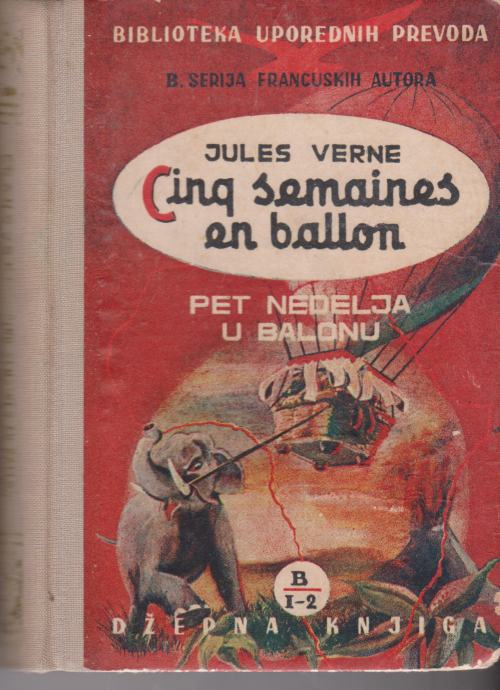 BIBLIOTEKA UPOREDNIH PREVODA
B. SERIJA FRANCUSKIH AUTORA
JULES VERNE
Cinq semaines
en ballon
PET NEDELJA
U BALONU
B
I-2
DŽEPNA KNJIGA